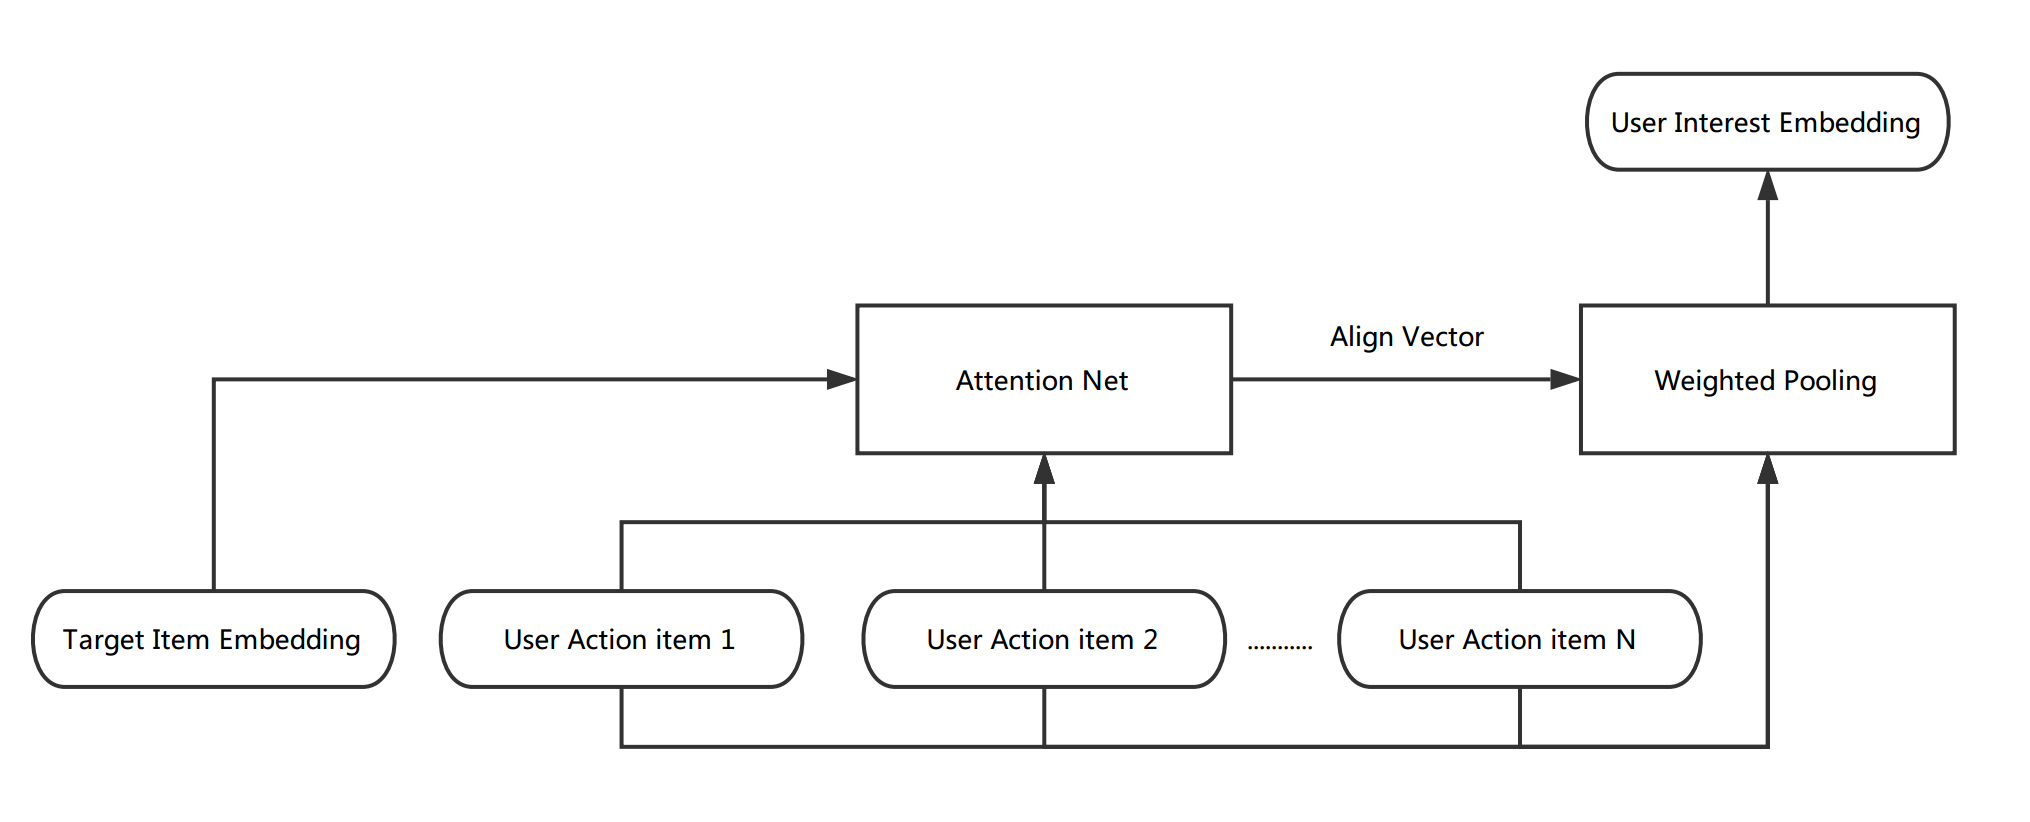 User Interest Embedding
Align Vector
Attention Net
Weighted Pooling
Target Item Embedding
User Action item 1
User Action item 2
...........
User Action item N